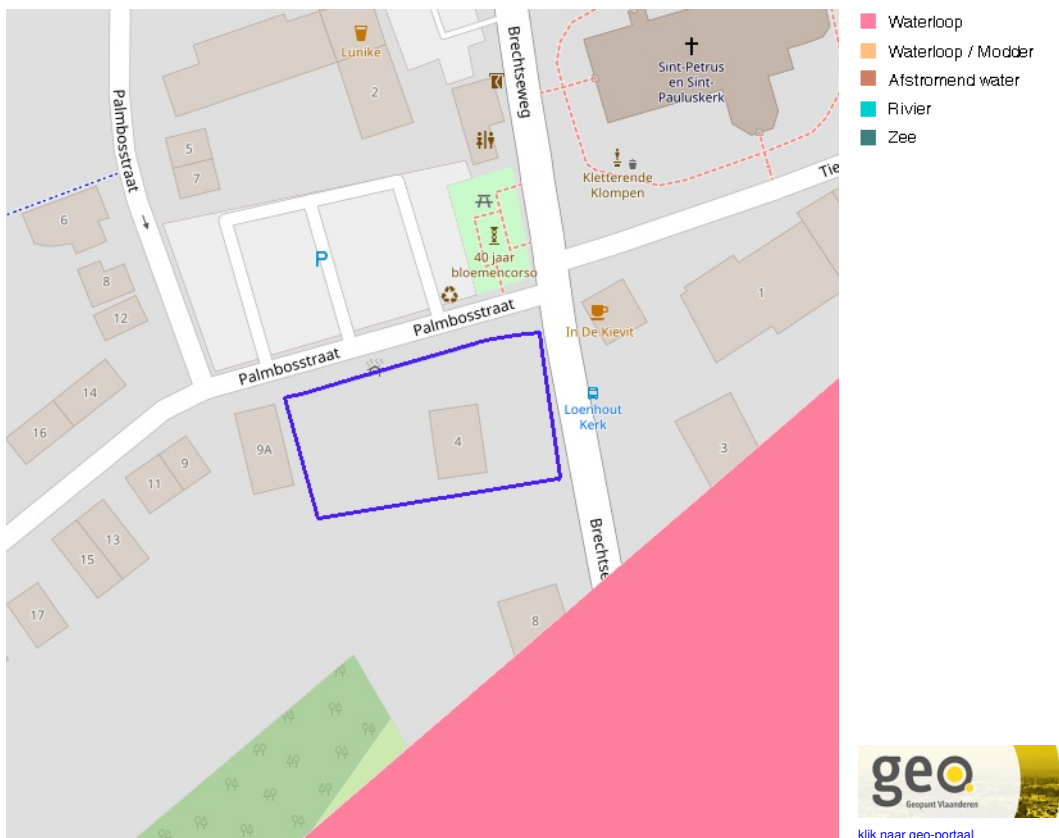 Waterloop
Waterloop / Modder
Afstromend water
Rivier
Zee
Lunike
2
Brechtseweg
Sint-Petrus
en Sint-
Pauluskerk
Palmbosstraat
5
7
Kletterende
Klompen
Tie
6
P
40 jaar
bloemencorso
8
12
1
In De Kievit
Palmbosstraat
Palmbosstraat
14
16
Loenhout
Kerk
9A
4
3
9
11
13
15
Brechtse
17
8
geo.
Geopunt Vlaanderen
klik naar geo-portaal